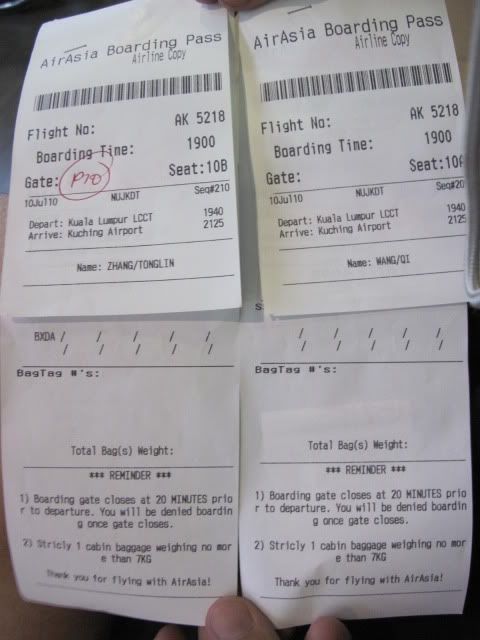 AirAsia Boarding Pass
Airline Copy
Flight No: AK 5218
Boarding Time: 1900
Gate: P10 Seat:10B
10Jul10 NUJKDT Seq#210
Depart: Kuala Lumpur LCCT 1940
Arrive: Kuching Airport 2125
Name: ZHANG/TONGLIN
BXDA / / / / /
/ / / / /
BagTag #'s:
Total Bag(s) Weight:
*** REMINDER ***
1) Boarding gate closes at 20 MINUTES prio
r to departure. You will be denied boardin
g once gate closes.
2) Stricly 1 cabin baggage weighing no mor
e than 7KG
Thank you for flying with AirAsia!
AirAsia Boarding Pass
Airline Copy
Flight No: AK 5218
Boarding Time: 1900
Gate: Seat:10A
10Jul10 NUJKDT Seq#20
Depart: Kuala Lumpur LCCT 1940
Arrive: Kuching Airport 2125
Name: WANG/QI
/ / / / /
/ / / / /
BagTag #'s:
Total Bag(s) Weight:
*** REMINDER ***
1) Boarding gate closes at 20 MINUTES prio
r to departure. You will be denied boardin
g once gate closes.
2) Stricly 1 cabin baggage weighing no mor
e than 7KG
Thank you for flying with AirAsia!